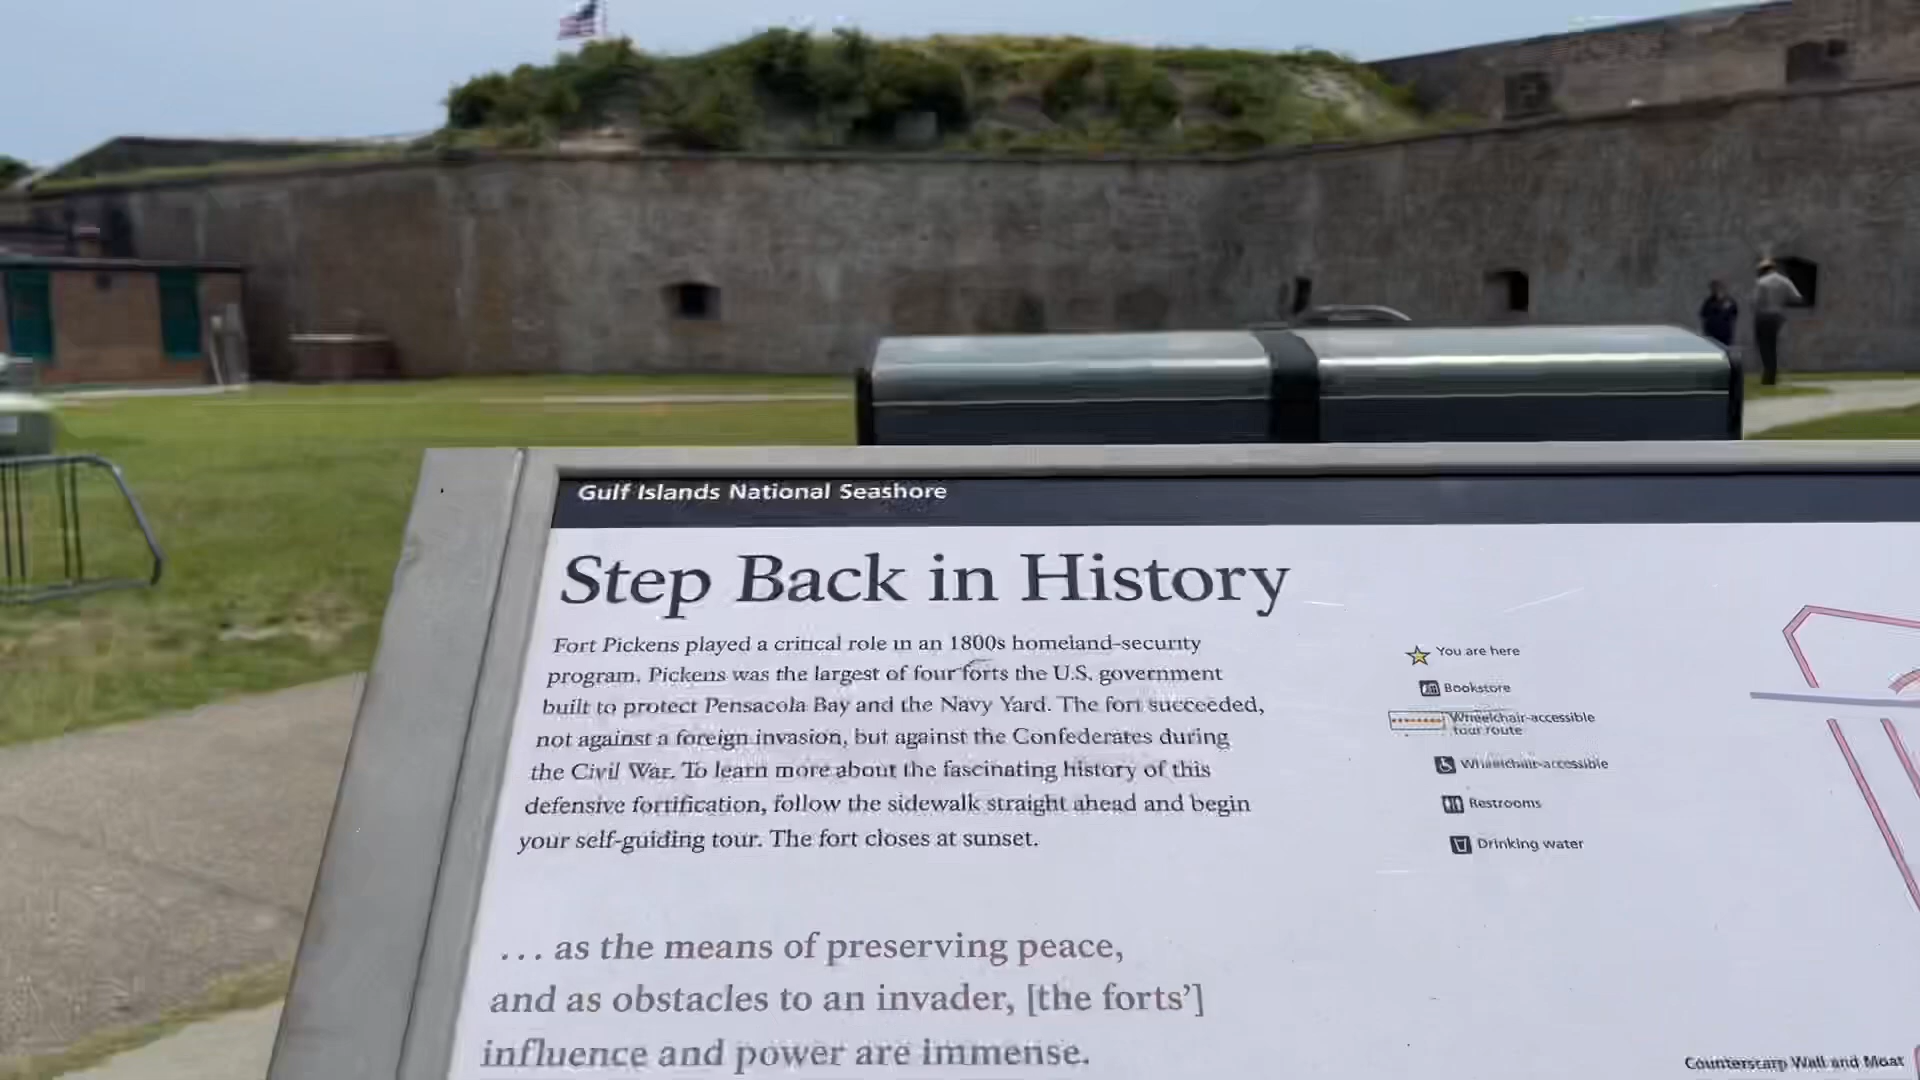 Gulf Islands National Seashore
Step Back in History
Fort Pickens played a critical role in an 1800s homeland-security
program. Pickens was the largest of four forts the U.S. government
built to protect Pensacola Bay and the Navy Yard. The fort succeeded,
not against a foreign invasion, but against the Confederates during
the Civil War. To learn more about the fascinating history of this
defensive fortification, follow the sidewalk straight ahead and begin
your self-guiding tour. The fort closes at sunset.
... as the means of preserving peace,
and as obstacles to an invader, [the forts’]
influence and power are immense.
You are here
Bookstore
Wheelchair-accessible
tour route
Wheelchair-accessible
Restrooms
Drinking water
Counterscarp Wall and Moat